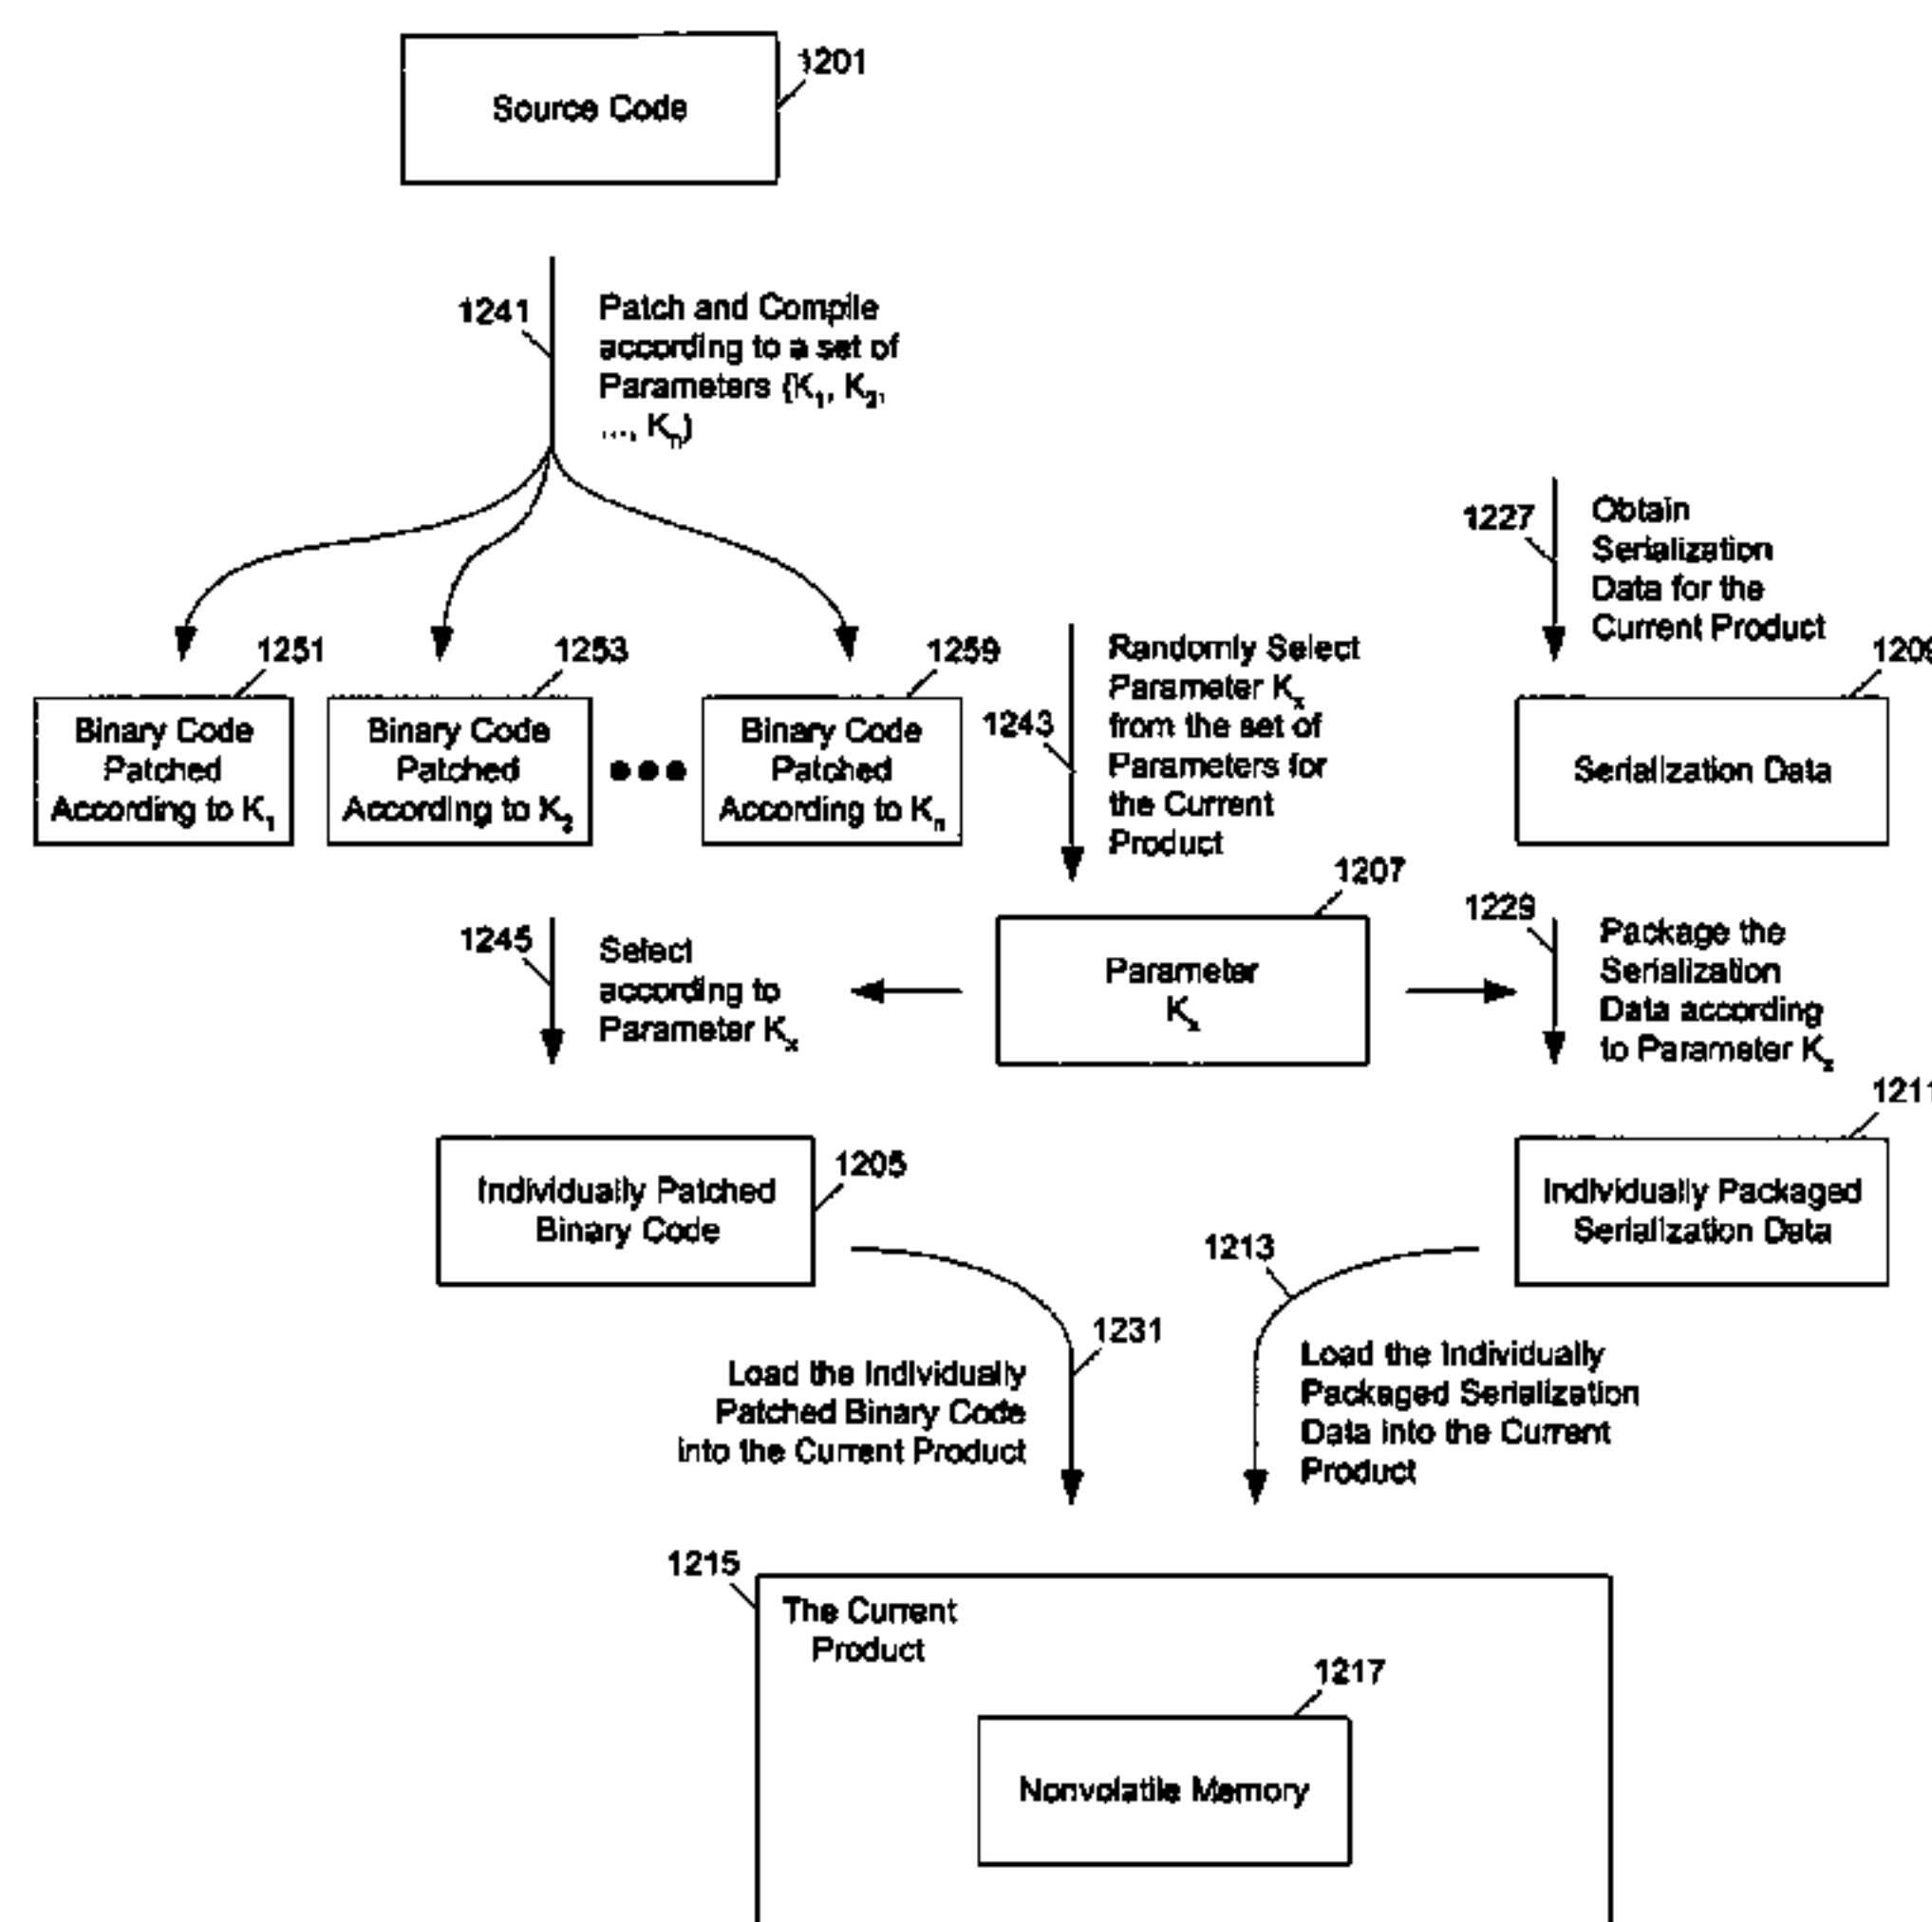 1201
Source Code
1241
Patch and Compile
according to a set of
Parameters {K1, K2,
..., Kn}
1227
Obtain
Serialization
Data for the
Current Product
1251
1253
1259
1209
Binary Code
Patched
According to K1
Binary Code
Patched
According to K2
Binary Code
Patched
According to Kn
1243
Randomly Select
Parameter Kx
from the set of
Parameters for
the Current
Product
Serialization Data
1245
Select
according to
Parameter Kx
1207
Parameter
Kx
1229
Package the
Serialization
Data according
to Parameter Kx
1205
Individually Patched
Binary Code
1211
Individually Packaged
Serialization Data
1231
Load the Individually
Patched Binary Code
into the Current Product
1213
Load the Individually
Packaged Serialization
Data into the Current
Product
1215
The Current
Product
1217
Nonvolatile Memory